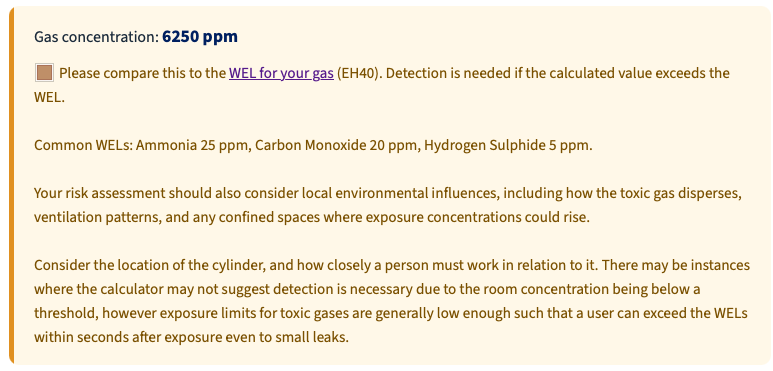 Gas concentration: 6250 ppm
Please compare this to the WEL for your gas (EH40). Detection is needed if the calculated value exceeds the
WEL.
Common WELs: Ammonia 25 ppm, Carbon Monoxide 20 ppm, Hydrogen Sulphide 5 ppm.
Your risk assessment should also consider local environmental influences, including how the toxic gas disperses,
ventilation patterns, and any confined spaces where exposure concentrations could rise.
Consider the location of the cylinder, and how closely a person must work in relation to it. There may be instances
where the calculator may not suggest detection is necessary due to the room concentration being below a
threshold, however exposure limits for toxic gases are generally low enough such that a user can exceed the WELs
within seconds after exposure even to small leaks.